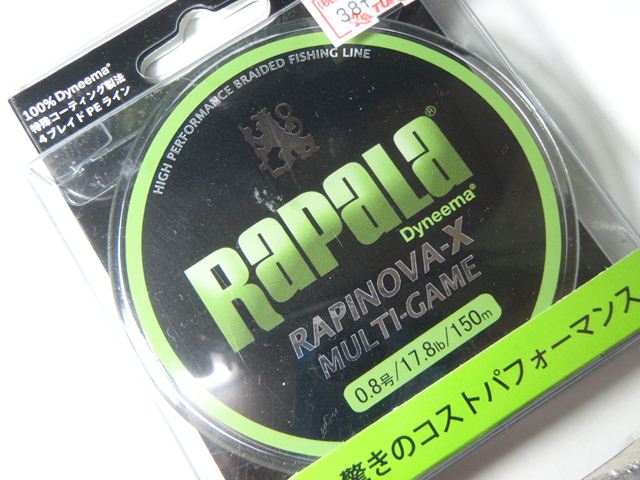 100% Dyneema®
特殊コーティング製法
4ブレイドPEライン
HIGH PERFORMANCE BRAIDED FISHING LINE
Rapala®
Dyneema®
RAPINOVA-X
MULTI-GAME
0.8号/17.8lb/150m
驚きのコストパフォーマンス